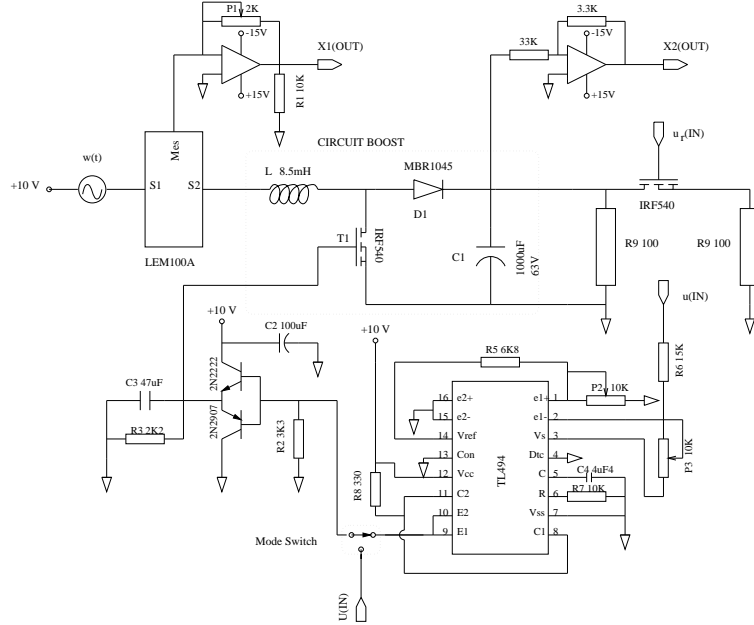 P1 2K
-15V
+15V
X1(OUT)
R1 10K
3.3K
33K
-15V
+15V
X2(OUT)
CIRCUIT BOOST
w(t)
+10 V
Mes
S1
S2
LEM100A
L 8.5mH
MBR1045
D1
u_r(IN)
IRF540
T1
IRF540
C1
1000uF
63V
R9 100
R9 100
+10 V
C2 100uF
2N2222
2N2907
C3 47uF
R3 2K2
R2 3K3
+10 V
R5 6K8
P2 10K
u(IN)
R6 15K
P3 10K
R8 330
16 e2+
15 e2-
14 Vref
13 Con
12 Vcc
11 C2
10 E2
9 E1
TL494
e1+ 1
e1- 2
Vs 3
Dtc 4
C 5
R 6
Vss 7
C1 8
C4 4uF4
R7 10K
Mode Switch
U(IN)